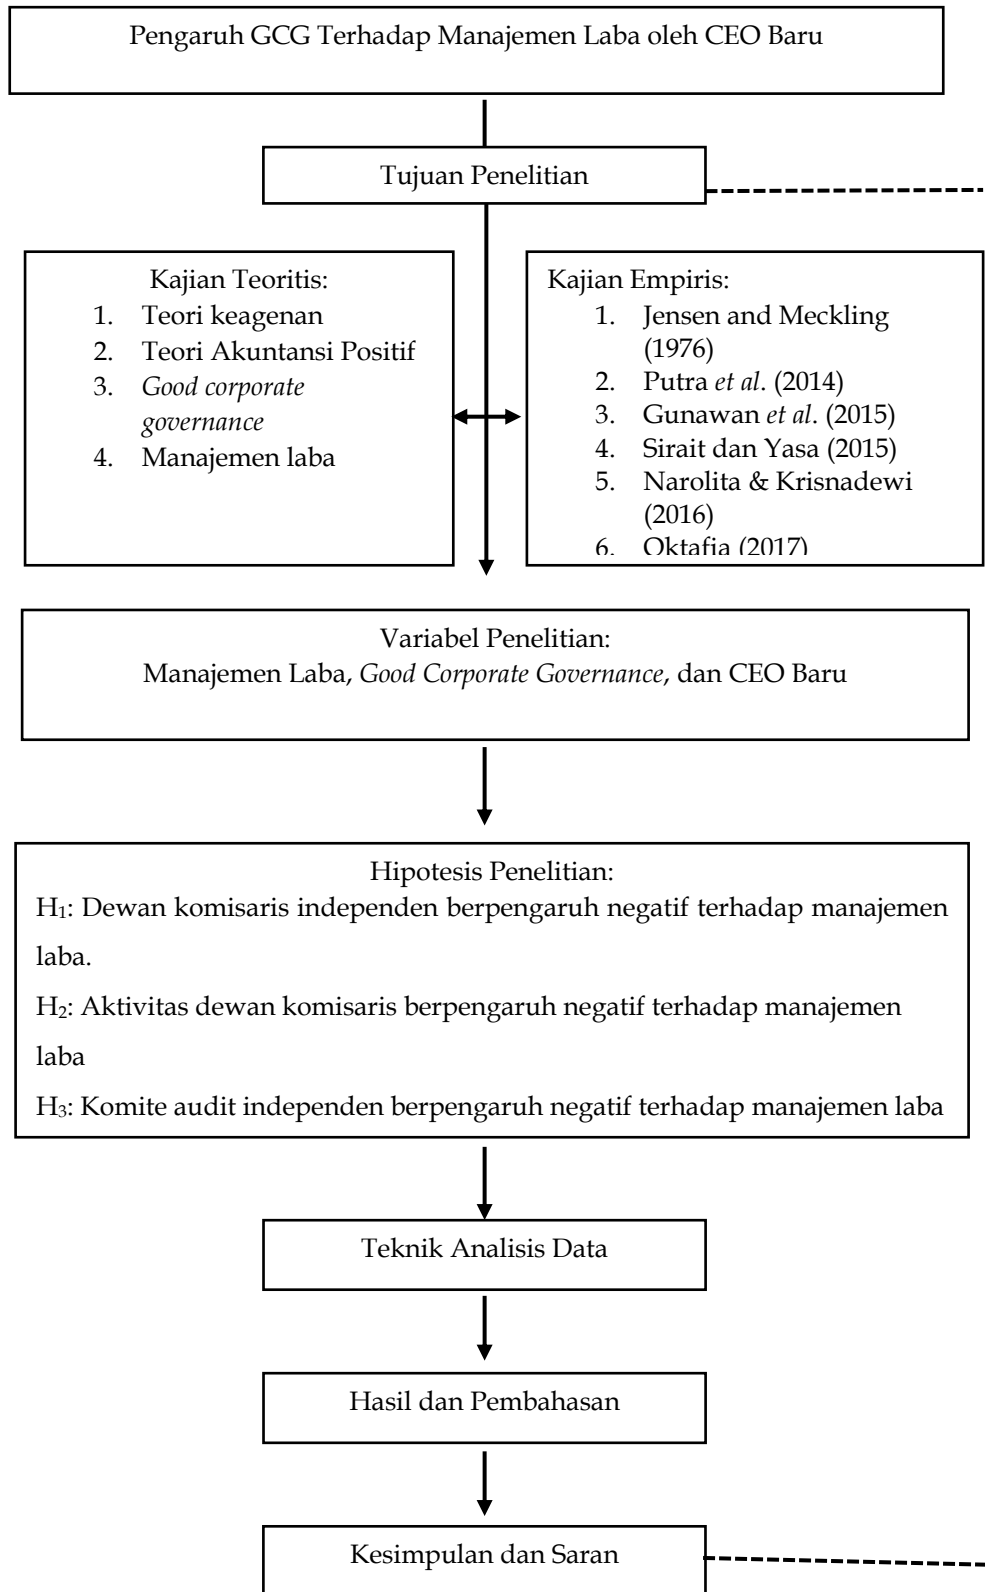 Pengaruh GCG Terhadap Manajemen Laba oleh CEO Baru
Tujuan Penelitian
Kajian Teoritis:
1. Teori keagenan
2. Teori Akuntansi Positif
3. Good corporate
governance
4. Manajemen laba
Kajian Empiris:
1. Jensen and Meckling
(1976)
2. Putra et al. (2014)
3. Gunawan et al. (2015)
4. Sirait dan Yasa (2015)
5. Narolita & Krisnadewi
(2016)
6. Oktafia (2017)
Variabel Penelitian:
Manajemen Laba, Good Corporate Governance, dan CEO Baru
Hipotesis Penelitian:
H₁: Dewan komisaris independen berpengaruh negatif terhadap manajemen
laba.
H₂: Aktivitas dewan komisaris berpengaruh negatif terhadap manajemen
laba
H₃: Komite audit independen berpengaruh negatif terhadap manajemen laba
Teknik Analisis Data
Hasil dan Pembahasan
Kesimpulan dan Saran